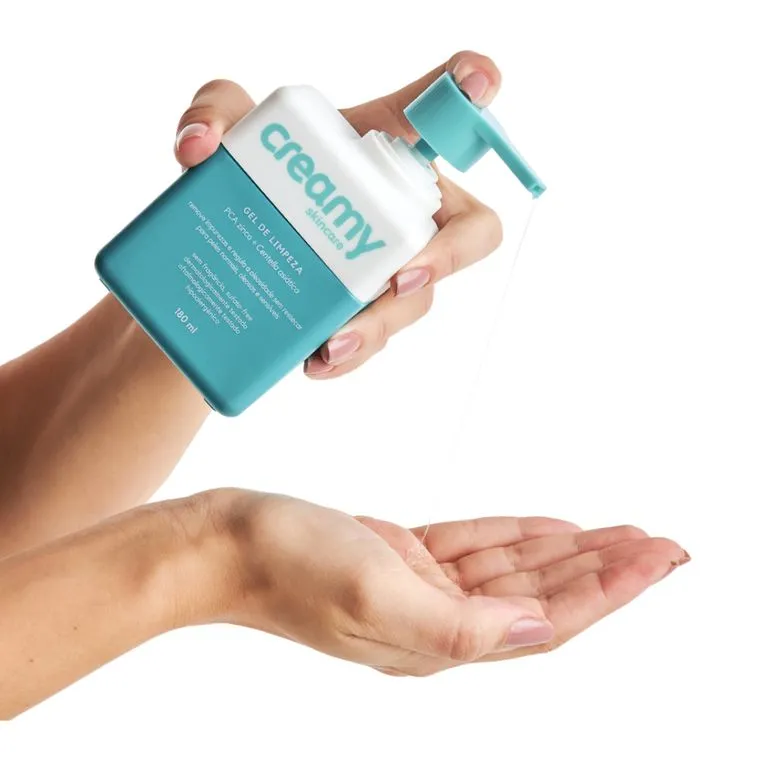 creamy
skincare
GEL DE LIMPEZA
PCA zinco + Centella asiática
remove impurezas e regula a oleosidade sem ressecar
para peles normais, oleosas e sensíveis
sem fragrância, sulfato-free
dermatologicamente testado
oftalmologicamente testado
hipoalergênico
180 ml